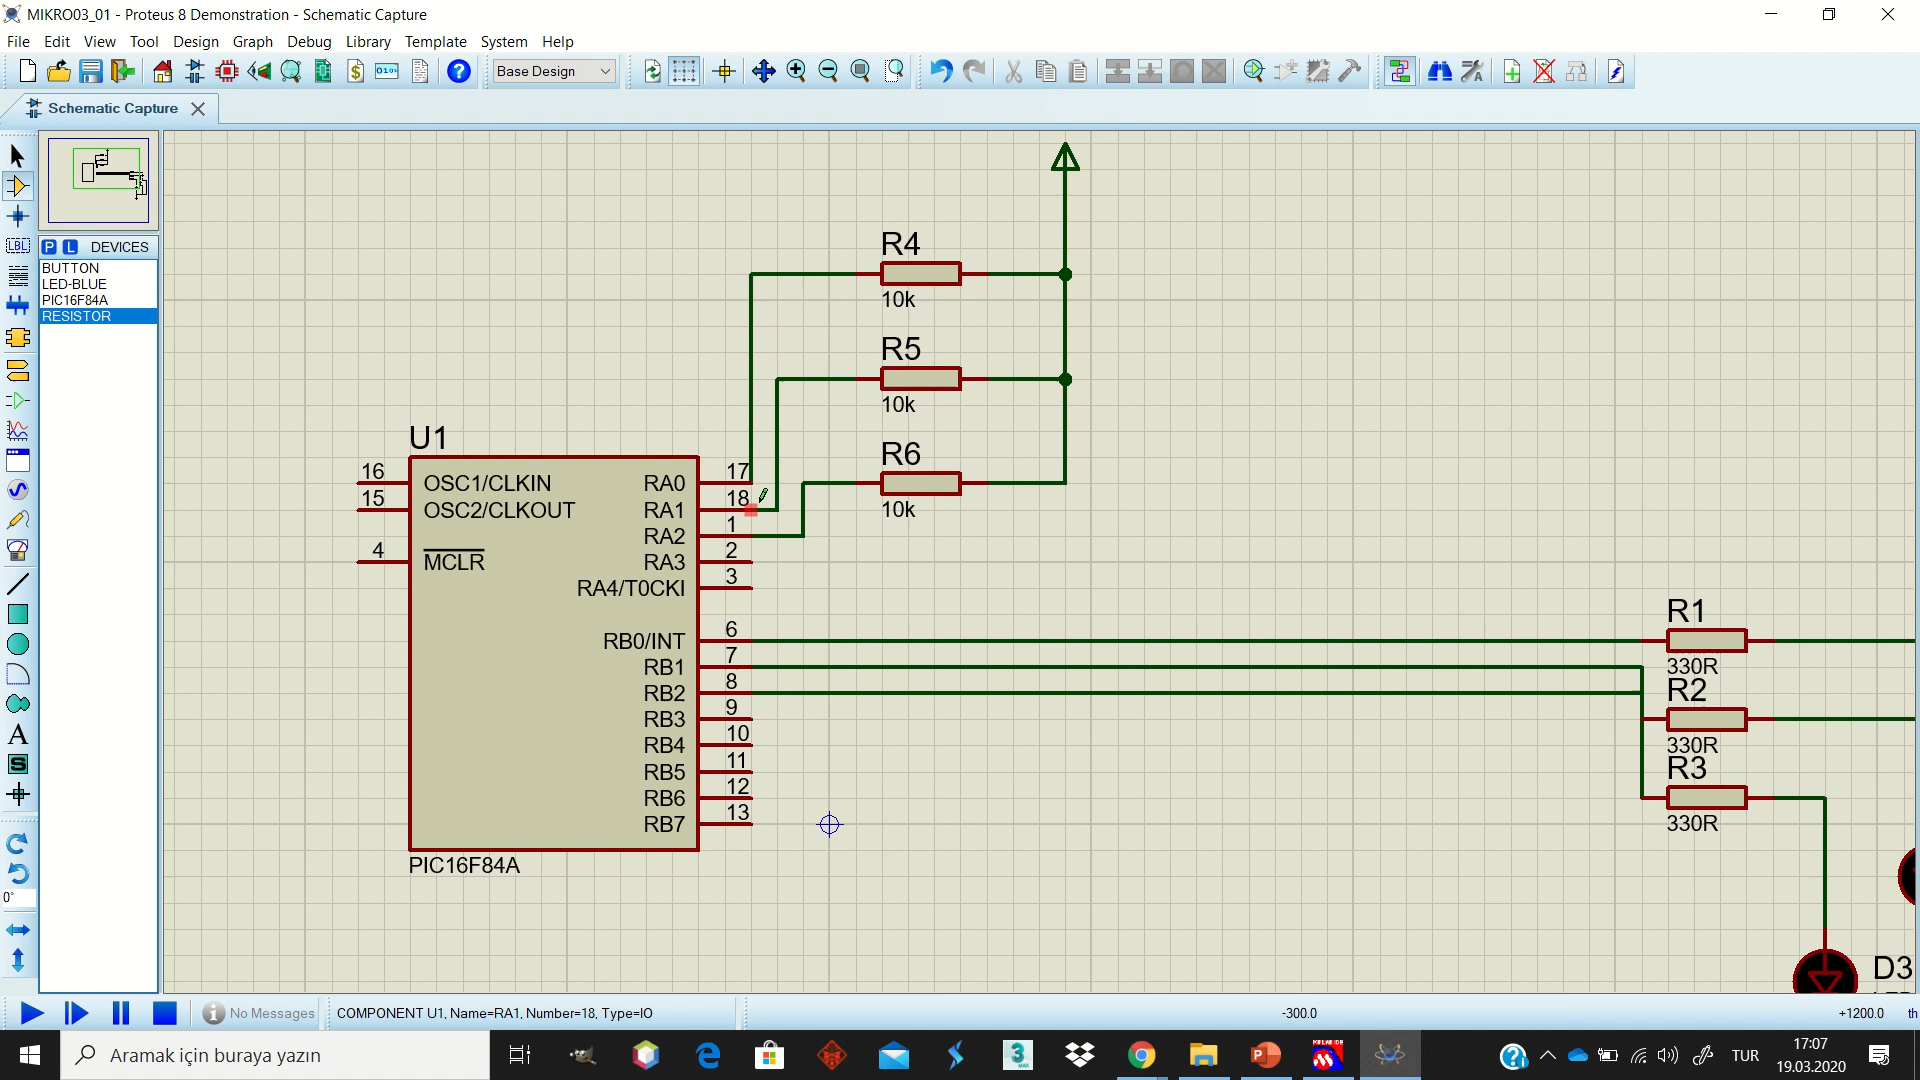 MIKRO03_01 - Proteus 8 Demonstration - Schematic Capture
File Edit View Tool Design Graph Debug Library Template System Help
Base Design
Schematic Capture
P L DEVICES
BUTTON
LED-BLUE
PIC16F84A
RESISTOR
LBL
A
S
0°
R4
10k
R5
10k
R6
10k
U1
16 OSC1/CLKIN
15 OSC2/CLKOUT
4 MCLR
RA0 17
RA1 18
RA2 1
RA3 2
RA4/T0CKI 3
RB0/INT 6
RB1 7
RB2 8
RB3 9
RB4 10
RB5 11
RB6 12
RB7 13
PIC16F84A
R1
330R
R2
330R
R3
330R
D3
No Messages
COMPONENT U1, Name=RA1, Number=18, Type=IO
-300.0
+1200.0 th
Aramak için buraya yazın
TUR
17:07
19.03.2020